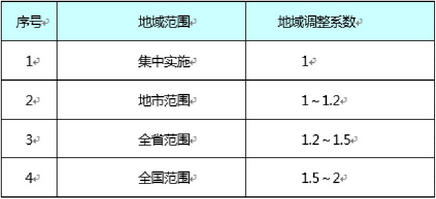 序号 地域范围 地域调整系数
1 集中实施 1
2 地市范围 1～1.2
3 全省范围 1.2～1.5
4 全国范围 1.5～2